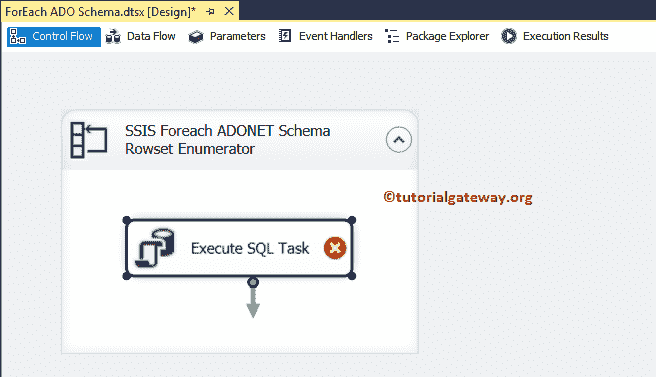 ForEach ADO Schema.dtsx [Design]*
Control Flow Data Flow Parameters Event Handlers Package Explorer Execution Results
SSIS Foreach ADONET Schema
Rowset Enumerator
©tutorialgateway.org
Execute SQL Task